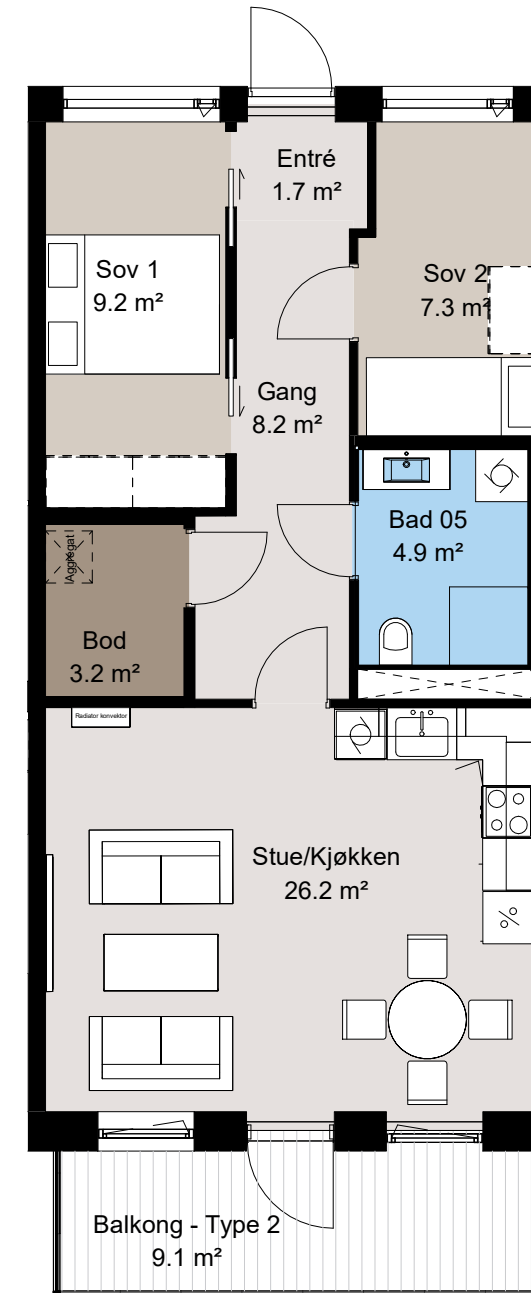 Entré
1.7 m²
Sov 1
9.2 m²
Sov 2
7.3 m²
Gang
8.2 m²
Bad 05
4.9 m²
Aggregat
Bod
3.2 m²
Radiator konvektor
Stue/Kjøkken
26.2 m²
%
Balkong - Type 2
9.1 m²